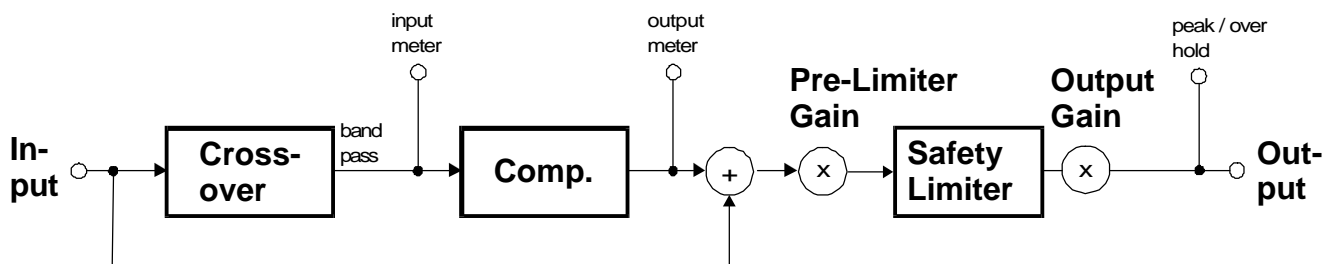 input
meter
output
meter
peak / over
hold
Pre-Limiter
Gain
Output
Gain
In-
put
Cross-
over
band
pass
Comp.
+
x
Safety
Limiter
x
Out-
put